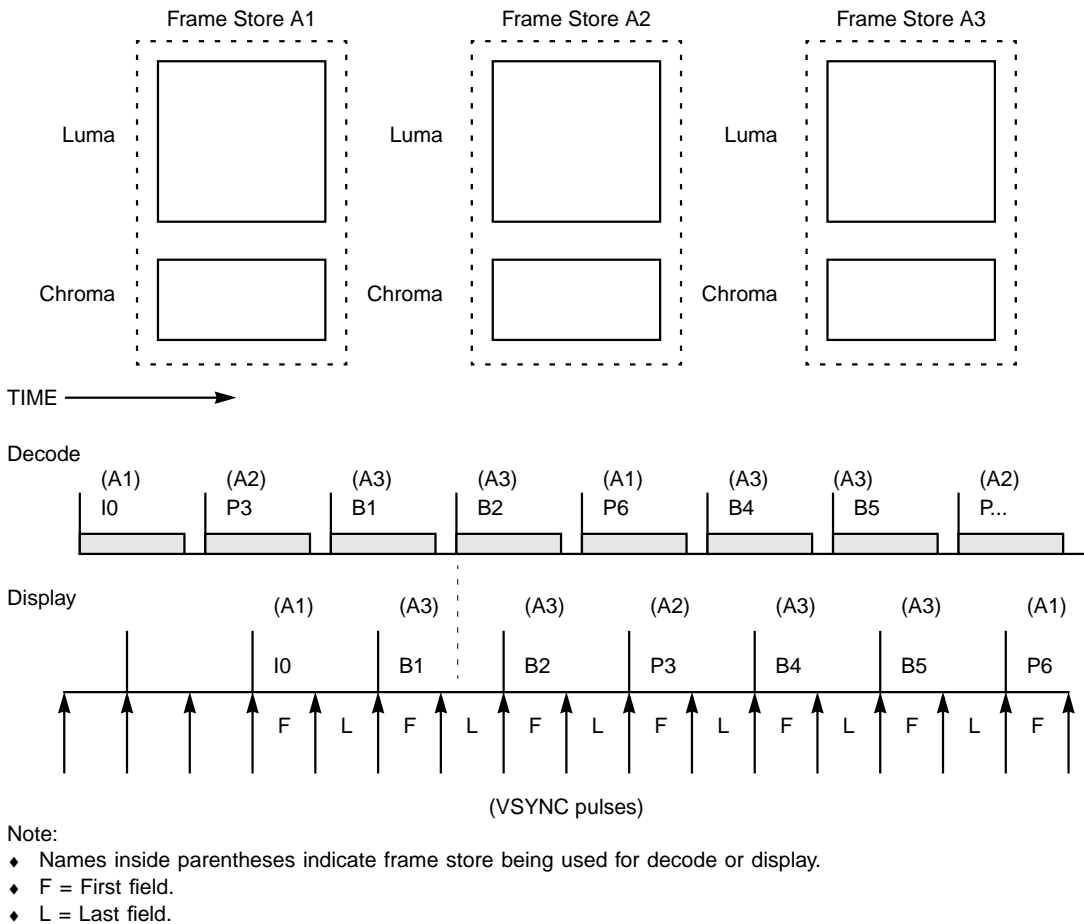 Frame Store A1 Frame Store A2 Frame Store A3
Luma Luma Luma
Chroma Chroma Chroma
TIME
Decode
(A1) (A2) (A3) (A3) (A1) (A3) (A3) (A2)
I0 P3 B1 B2 P6 B4 B5 P...
Display
(A1) (A3) (A3) (A2) (A3) (A3) (A1)
I0 B1 B2 P3 B4 B5 P6
F L F L F L F L F L F L F
(VSYNC pulses)
Note:
♦ Names inside parentheses indicate frame store being used for decode or display.
♦ F = First field.
♦ L = Last field.